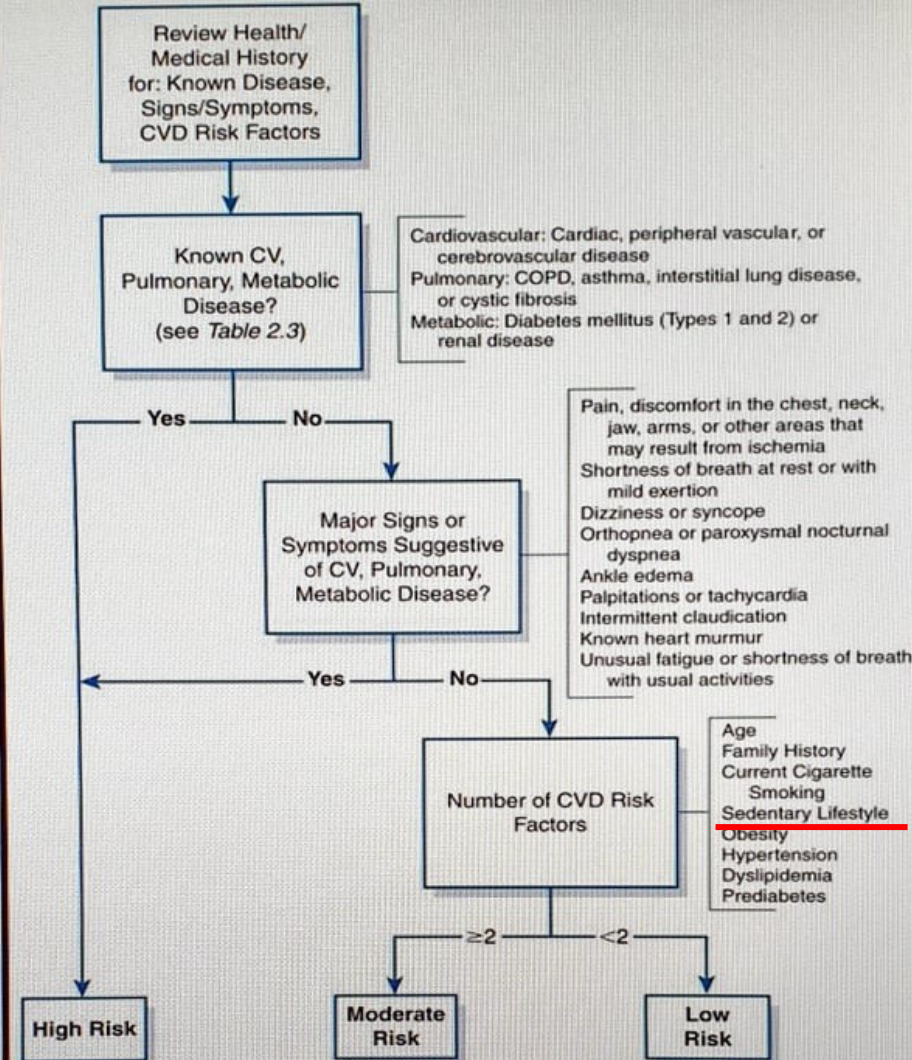 Review Health/
Medical History
for: Known Disease,
Signs/Symptoms,
CVD Risk Factors
Known CV,
Pulmonary, Metabolic
Disease?
(see Table 2.3)
Cardiovascular: Cardiac, peripheral vascular, or
cerebrovascular disease
Pulmonary: COPD, asthma, interstitial lung disease,
or cystic fibrosis
Metabolic: Diabetes mellitus (Types 1 and 2) or
renal disease
Yes
No
Major Signs or
Symptoms Suggestive
of CV, Pulmonary,
Metabolic Disease?
Pain, discomfort in the chest, neck,
jaw, arms, or other areas that
may result from ischemia
Shortness of breath at rest or with
mild exertion
Dizziness or syncope
Orthopnea or paroxysmal nocturnal
dyspnea
Ankle edema
Palpitations or tachycardia
Intermittent claudication
Known heart murmur
Unusual fatigue or shortness of breath
with usual activities
Yes
No
Number of CVD Risk
Factors
Age
Family History
Current Cigarette
Smoking
Sedentary Lifestyle
Obesity
Hypertension
Dyslipidemia
Prediabetes
≥2
<2
High Risk
Moderate
Risk
Low
Risk